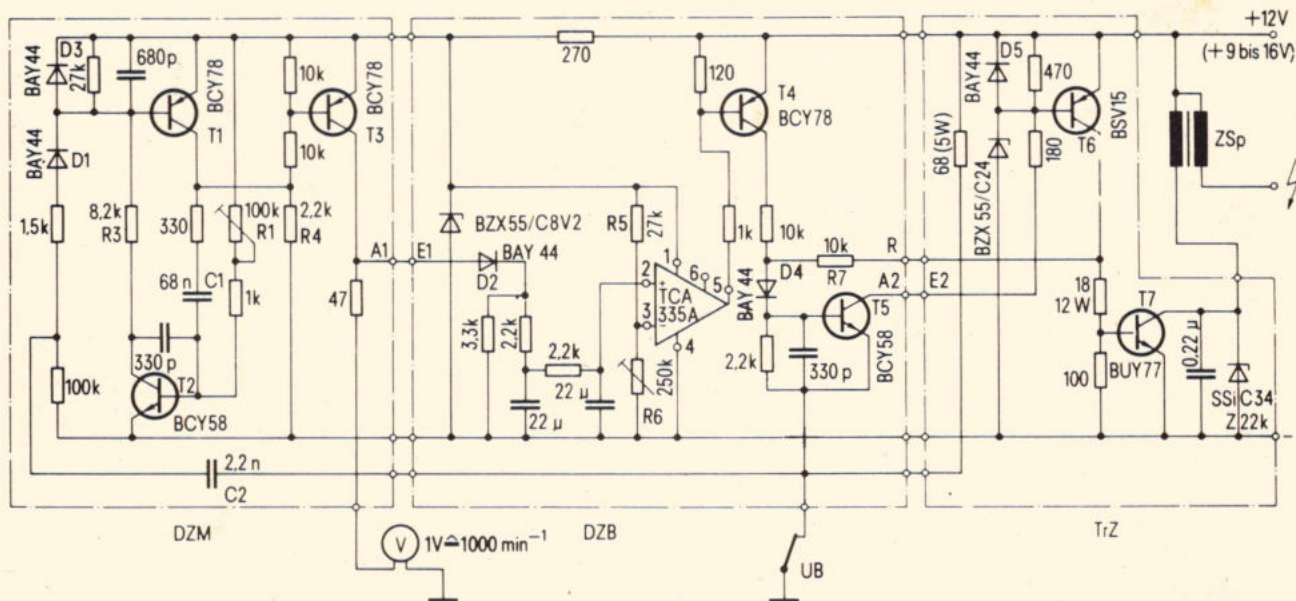 +12V
(+9 bis 16V)
D3
BAY44
27k
680p
BCY78
T1
10k
10k
BCY78
T3
270
120
T4
BCY78
D5
BAY44
470
BSV15
T6
180
68 (5W)
BZX 55/C24
ZSp
BAY44
D1
1,5k
8,2k
R3
330
100k
R1
2,2k
R4
68 n
C1
1k
330 p
T2
BCY58
100k
2,2 n
C2
47
A1
E1
BZX55/C8V2
BAY 44
D2
3,3k
2,2k
2,2k
22 µ
22 µ
R5
27k
1
2
3
4
5
6
+
−
TCA
335A
250k
R6
1k
10k
10k
R7
R
D4
BAY 44
A2
E2
T5
2,2k
330 p
BCY58
18
12 W
T7
100
BUY77
0,22 µ
SSi C34
Z 22k
−
DZM
DZB
TrZ
V
1V≙1000 min⁻¹
UB